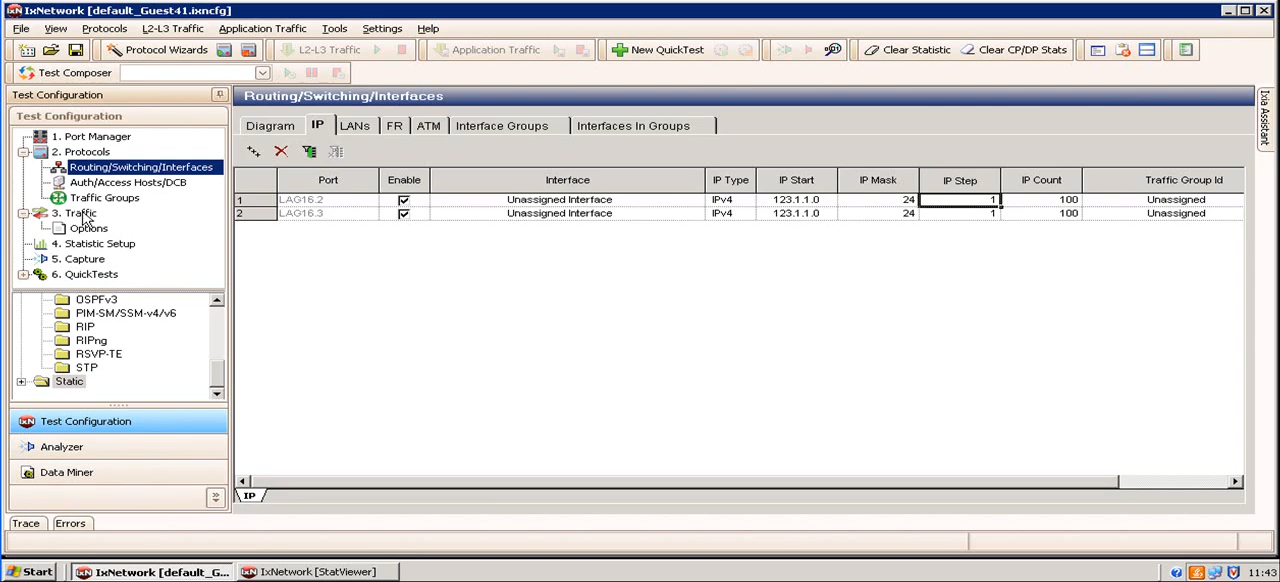 IxNetwork [default_Guest41.ixncfg]
File View Protocols L2-L3 Traffic Application Traffic Tools Settings Help
Protocol Wizards L2-L3 Traffic Application Traffic New QuickTest Clear Statistic Clear CP/DP Stats
Test Composer
Test Configuration
Test Configuration
1. Port Manager
2. Protocols
Routing/Switching/Interfaces
Auth/Access Hosts/DCB
Traffic Groups
3. Traffic
Options
4. Statistic Setup
5. Capture
6. QuickTests
OSPFv3
PIM-SM/SSM-v4/v6
RIP
RIPng
RSVP-TE
STP
Static
Test Configuration
Analyzer
Data Miner
Routing/Switching/Interfaces
Diagram IP LANs FR ATM Interface Groups Interfaces In Groups
Port Enable Interface IP Type IP Start IP Mask IP Step IP Count Traffic Group Id
1 LAG16.2 Unassigned Interface IPv4 123.1.1.0 24 1 100 Unassigned
2 LAG16.3 Unassigned Interface IPv4 123.1.1.0 24 1 100 Unassigned
IP
Ixia Assistant
Trace Errors
Start IxNetwork [default_G... IxNetwork [StatViewer] 11:43